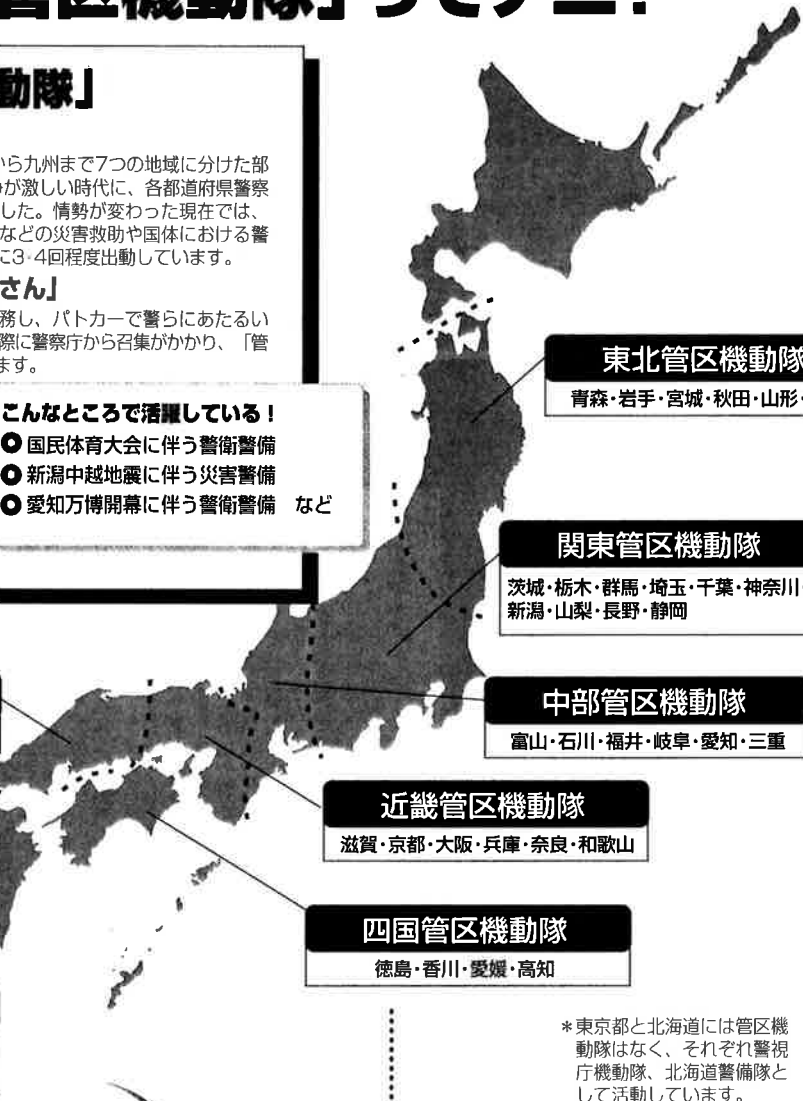 管区機動隊」ってナニ?
動隊」
から九州まで7つの地域に分けた部
が激しい時代に、各都道府県警察
した。情勢が変わった現在では、
などの災害救助や国体における警
に3・4回程度出動しています。
さん」
務し、パトカーで警らにあたるい
際に警察庁から召集がかかり、「管
ます。
こんなところで活躍している!
国民体育大会に伴う警衛警備
新潟中越地震に伴う災害警備
愛知万博開幕に伴う警衛警備 など
東北管区機動隊
青森・岩手・宮城・秋田・山形・
関東管区機動隊
茨城・栃木・群馬・埼玉・千葉・神奈川・
新潟・山梨・長野・静岡
中部管区機動隊
富山・石川・福井・岐阜・愛知・三重
近畿管区機動隊
滋賀・京都・大阪・兵庫・奈良・和歌山
四国管区機動隊
徳島・香川・愛媛・高知
*東京都と北海道には管区機
動隊はなく、それぞれ警視
庁機動隊、北海道警備隊と
して活動しています。